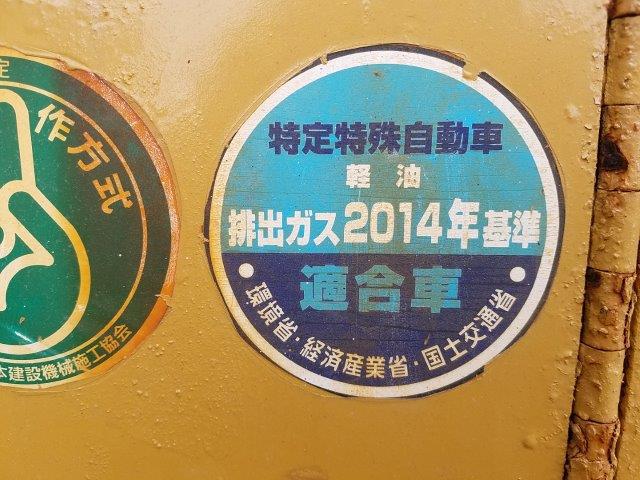 定
作方式
本建設機械施工協会
特定特殊自動車
軽油
排出ガス2014年基準
適合車
環境省・経済産業省・国土交通省